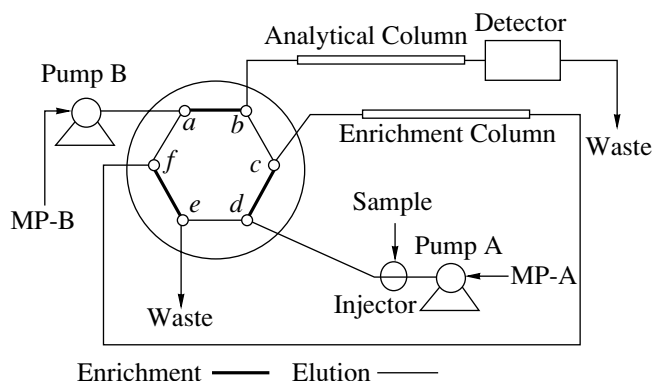 Analytical Column
Detector
Pump B
a
b
Enrichment Column
Waste
f
c
MP-B
e
d
Sample
Pump A
MP-A
Injector
Waste
Enrichment
Elution